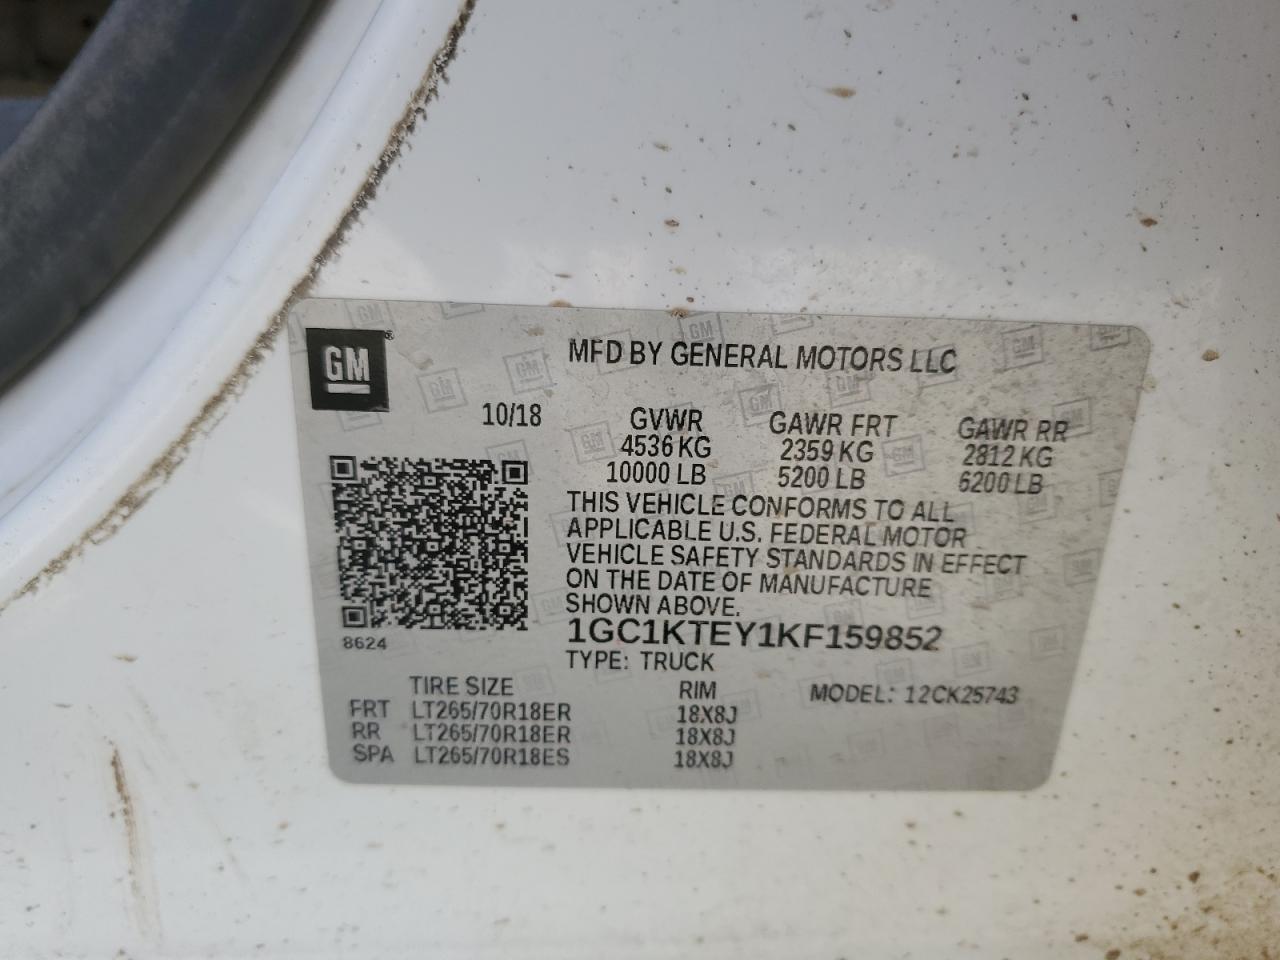 GM
MFD BY GENERAL MOTORS LLC
10/18 GVWR GAWR FRT GAWR RR
4536 KG 2359 KG 2812 KG
10000 LB 5200 LB 6200 LB
THIS VEHICLE CONFORMS TO ALL
APPLICABLE U.S. FEDERAL MOTOR
VEHICLE SAFETY STANDARDS IN EFFECT
ON THE DATE OF MANUFACTURE
SHOWN ABOVE.
8624
1GC1KTEY1KF159852
TYPE: TRUCK
TIRE SIZE RIM MODEL: 12CK25743
FRT LT265/70R18ER 18X8J
RR LT265/70R18ER 18X8J
SPA LT265/70R18ES 18X8J